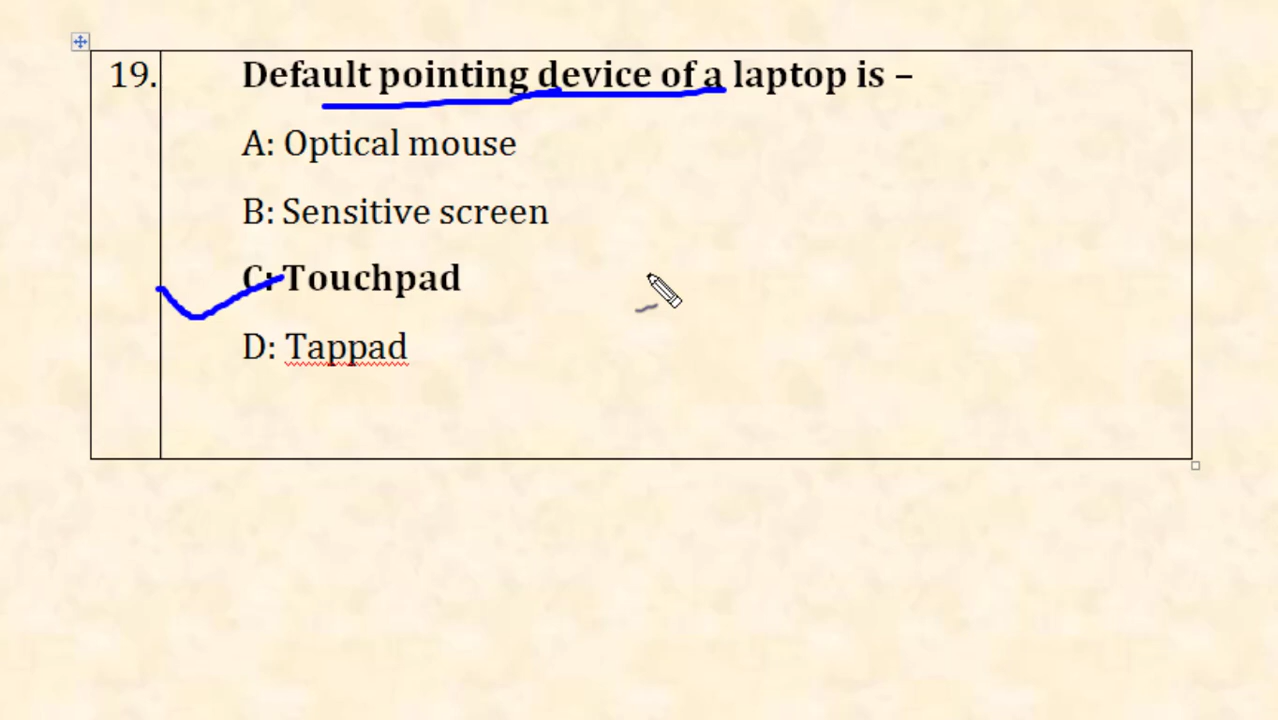 19. Default pointing device of a laptop is –
A: Optical mouse
B: Sensitive screen
C: Touchpad
D: Tappad